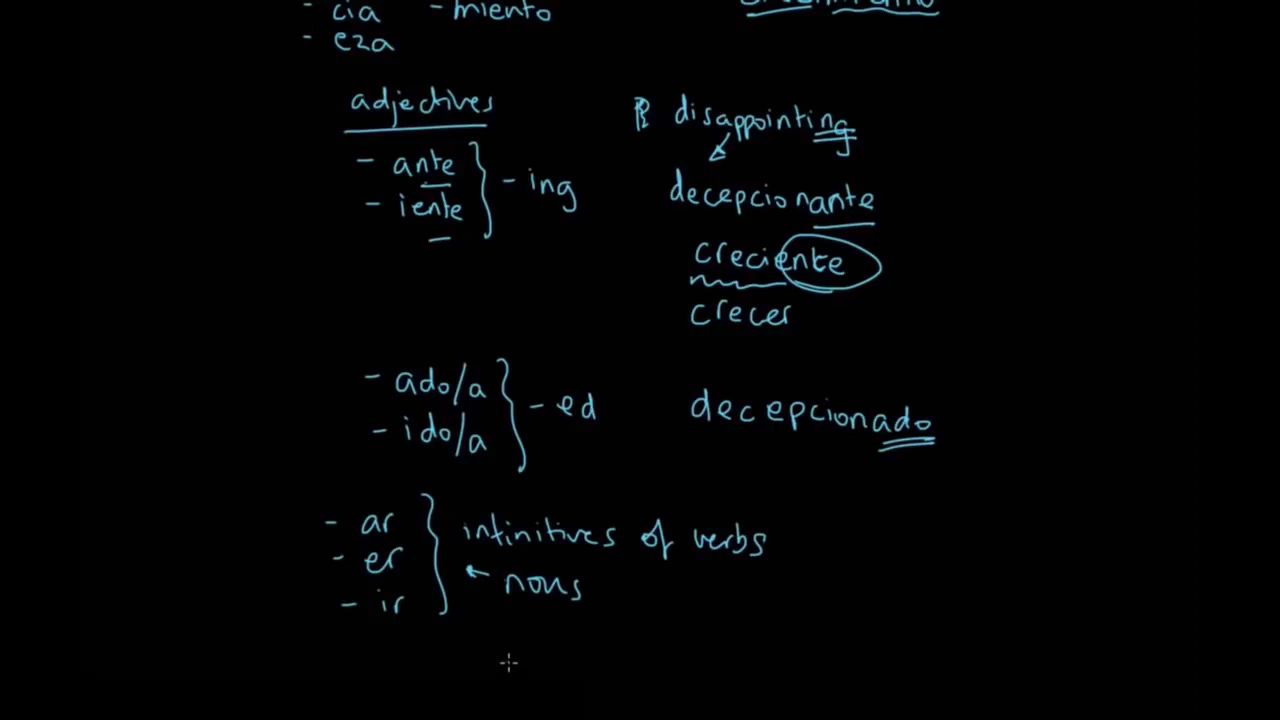 - cia - miento
- eza
adjectives
- ante
- iente
- ing
disappointing
decepcionante
creciente
crecer
- ado/a
- ido/a
- ed
decepcionado
- ar
- er
- ir
infinitives of verbs
nous